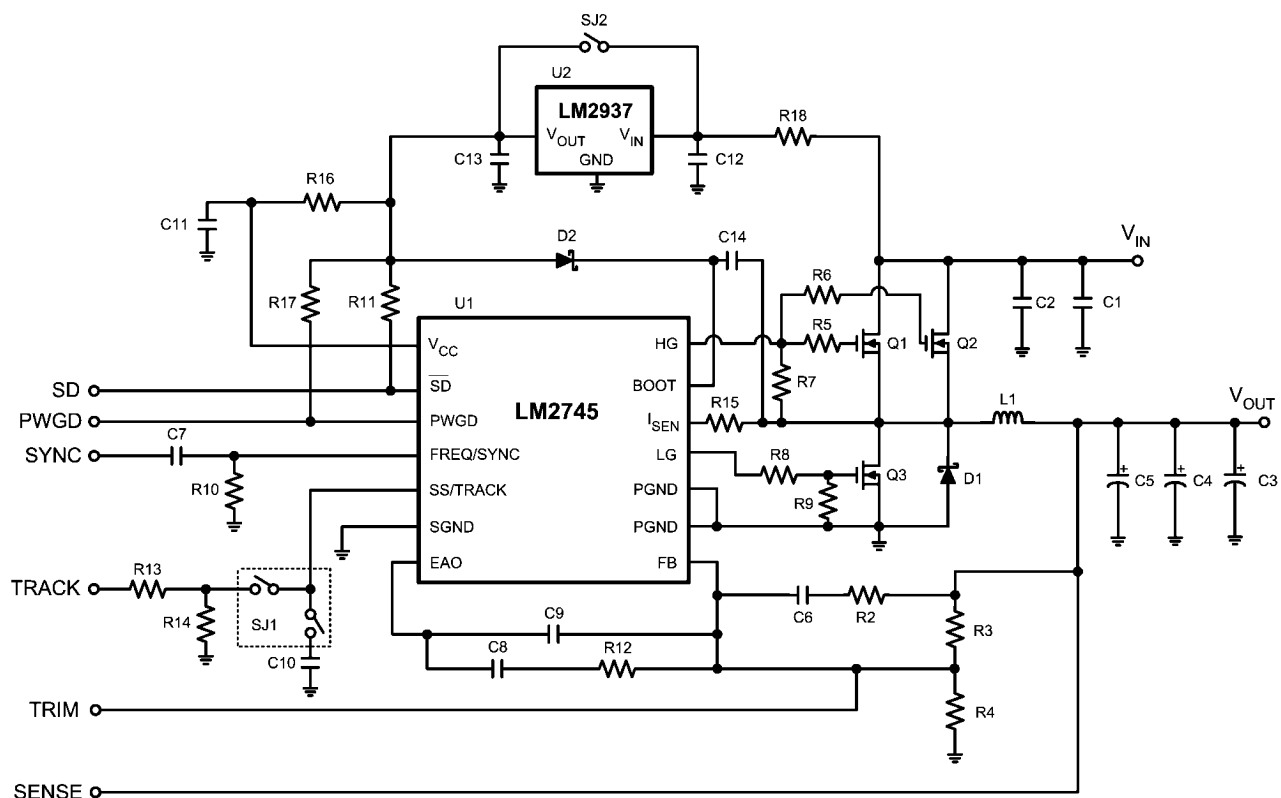 SJ2
U2
LM2937
VOUT
VIN
GND
R18
C13
C12
R16
C11
D2
C14
VIN
R17
R11
U1
R6
R5
C2
C1
VCC
HG
Q1
Q2
SD
SD
BOOT
R7
LM2745
L1
VOUT
PWGD
PWGD
ISEN
R15
C7
SYNC
FREQ/SYNC
LG
R8
Q3
D1
+
C5
+
C4
+
C3
R10
SS/TRACK
PGND
R9
SGND
PGND
EAO
FB
TRACK
R13
R14
SJ1
C10
C9
C6
R2
R3
C8
R12
TRIM
R4
SENSE